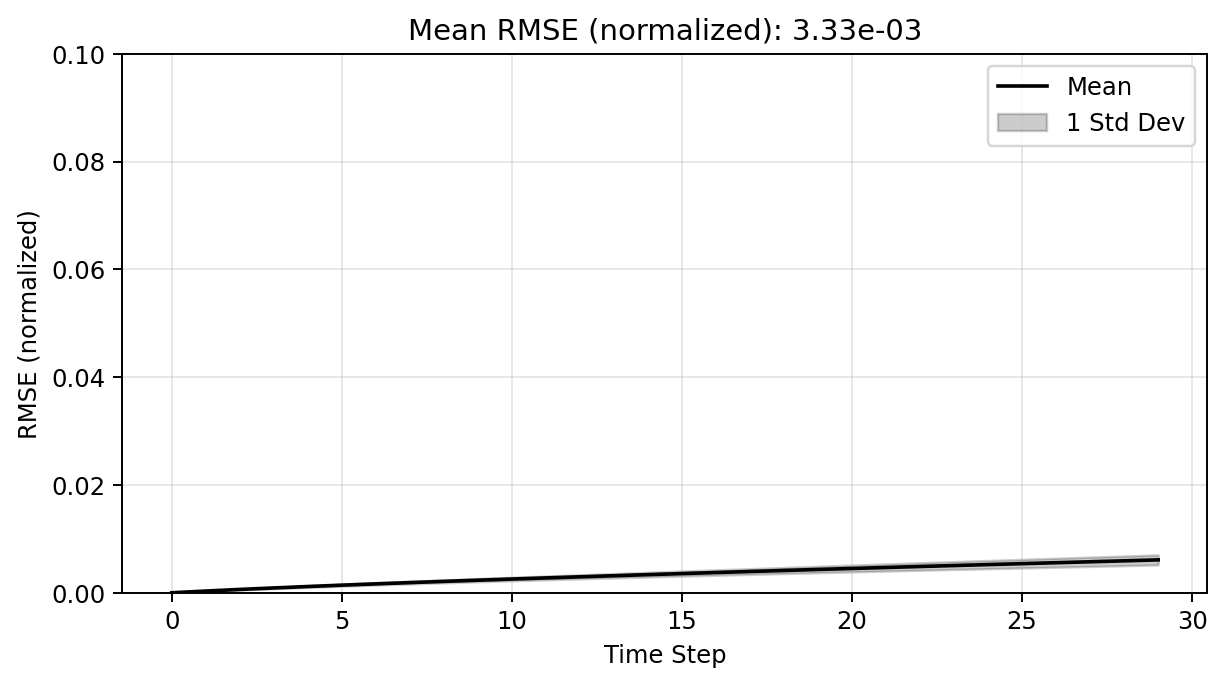 Mean RMSE (normalized): 3.33e-03
0.10
0.08
0.06
0.04
0.02
0.00
RMSE (normalized)
Mean
1 Std Dev
0
5
10
15
20
25
30
Time Step